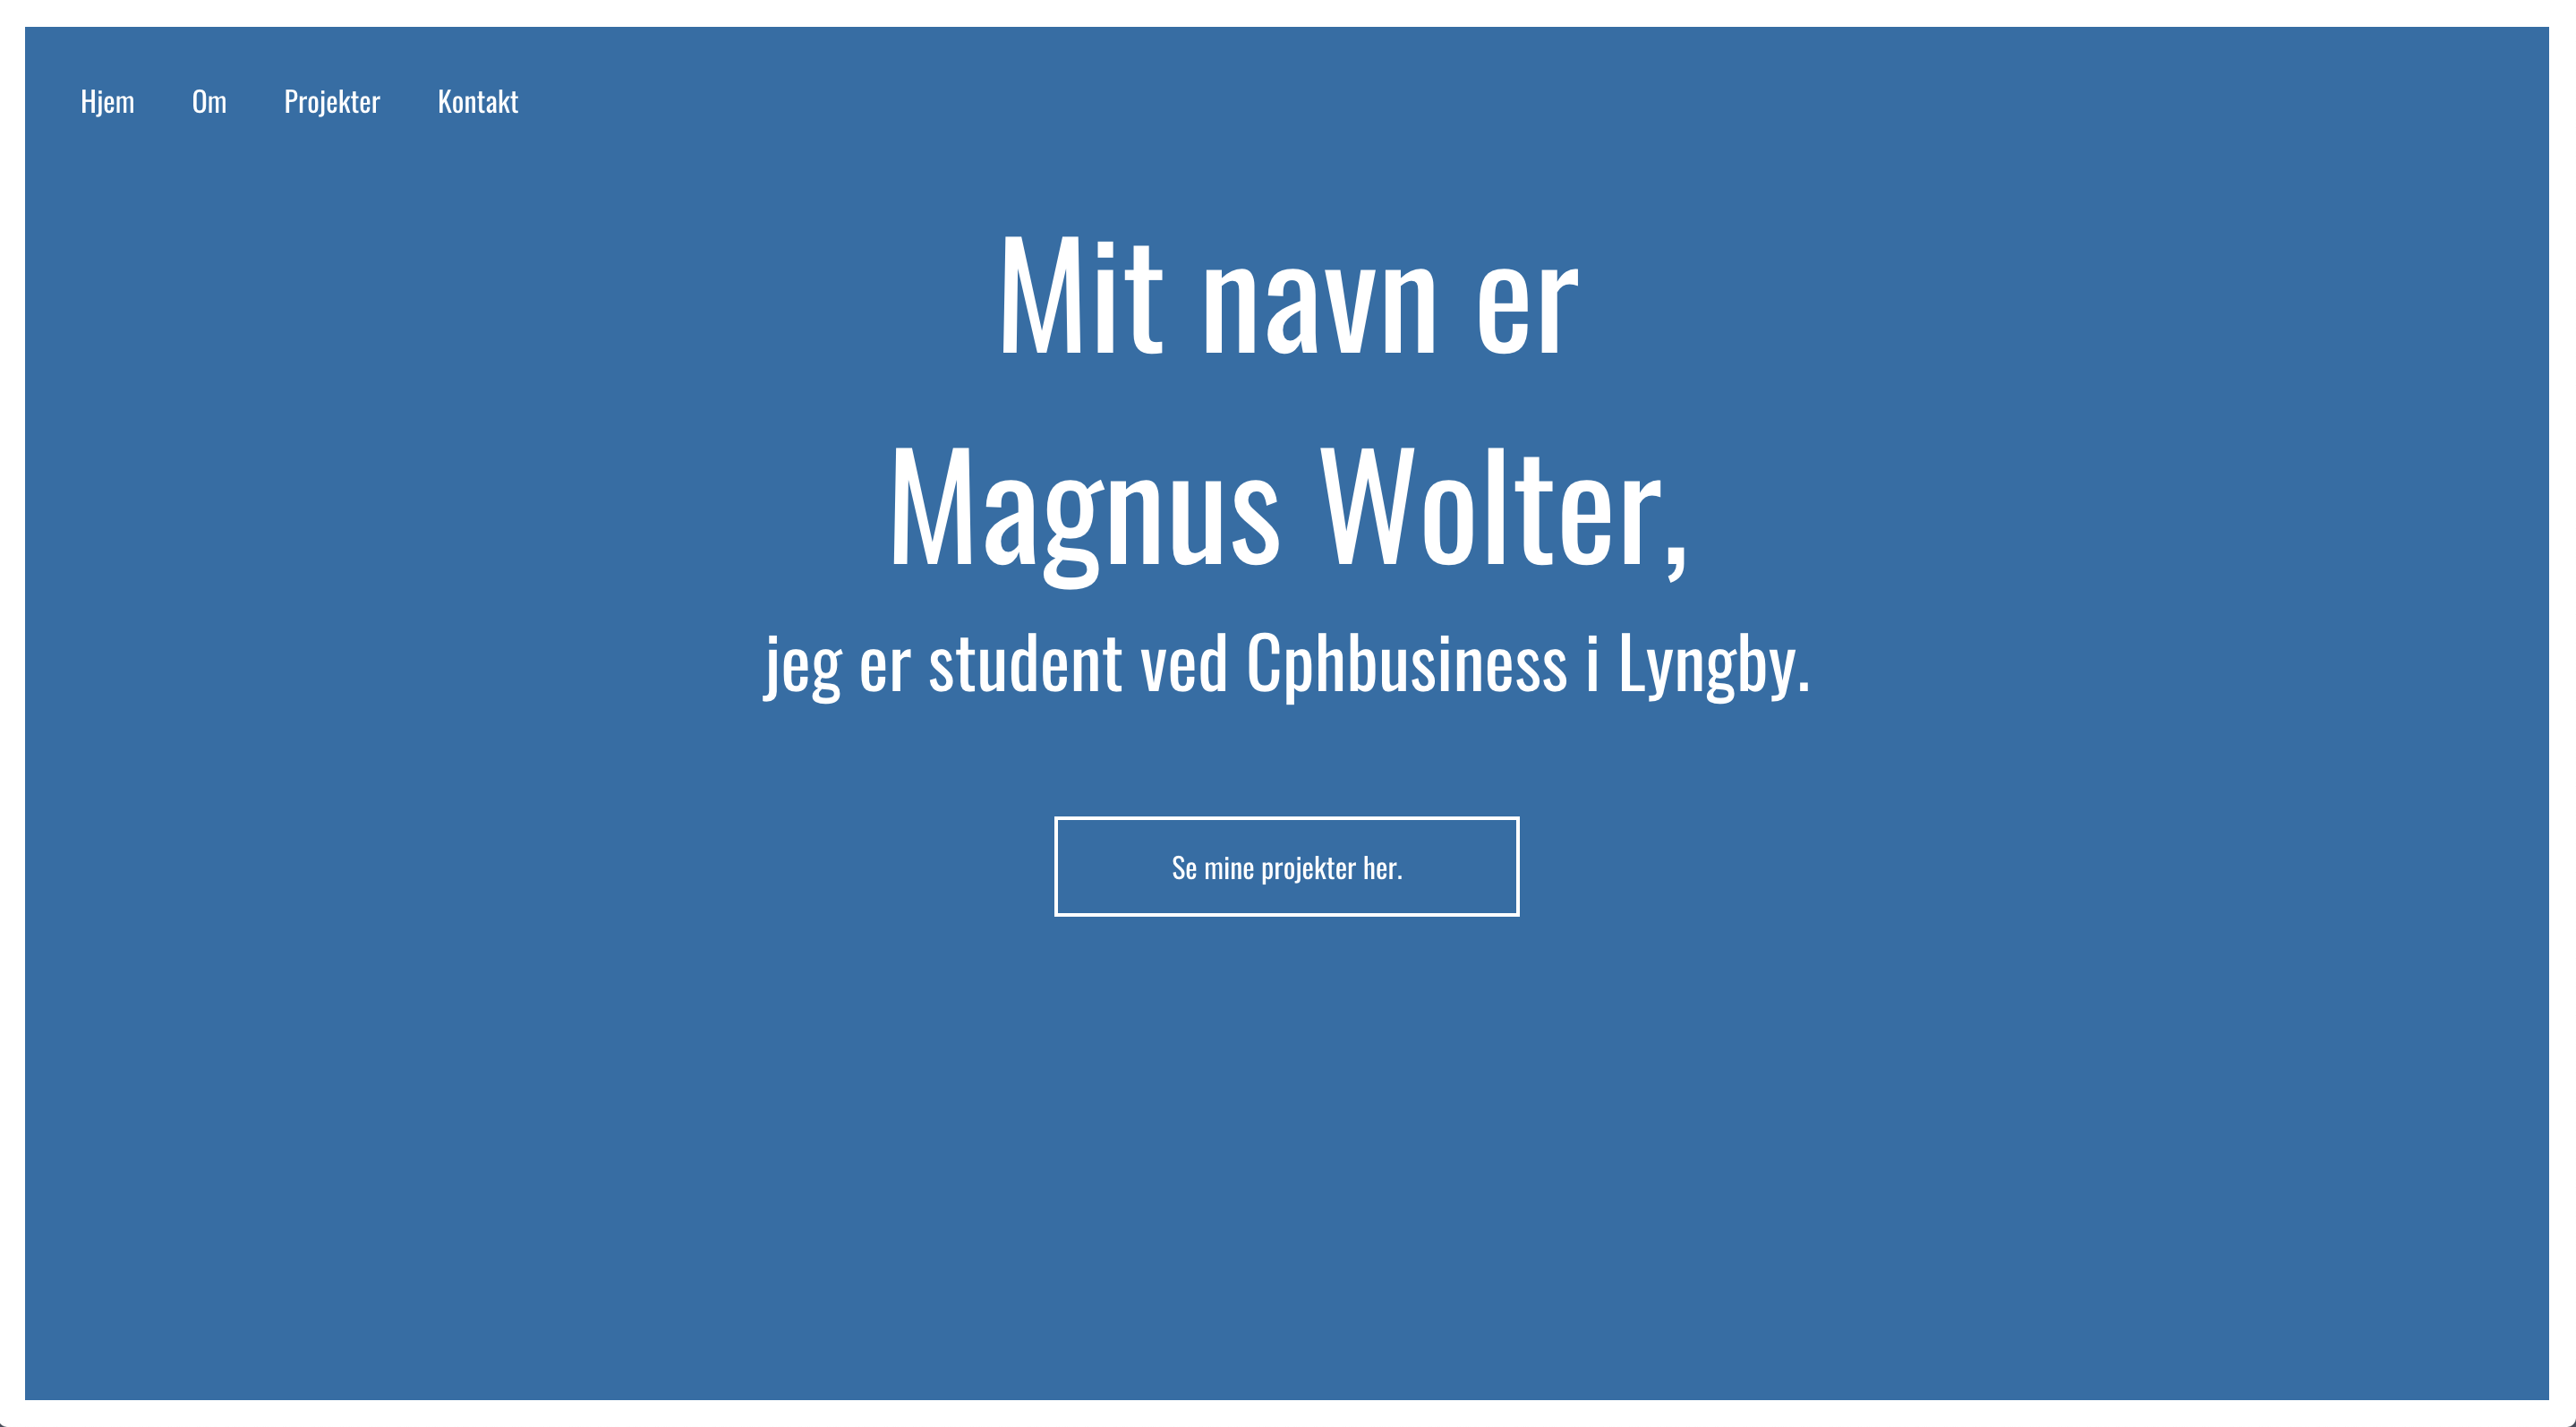 Hjem Om Projekter Kontakt
Mit navn er
Magnus Wolter,
jeg er student ved Cphbusiness i Lyngby.
Se mine projekter her.